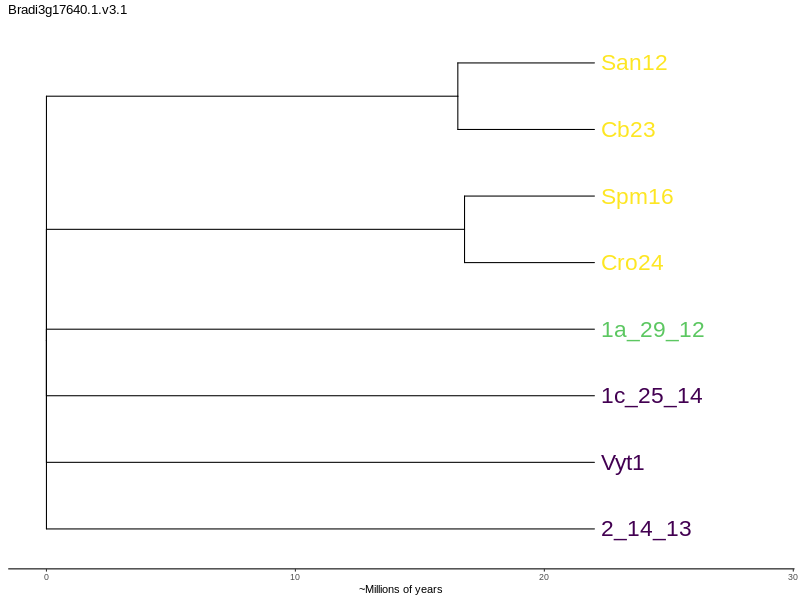 Bradi3g17640.1.v3.1
San12
Cb23
Spm16
Cro24
1a_29_12
1c_25_14
Vyt1
2_14_13
0 10 20 30
~Millions of years